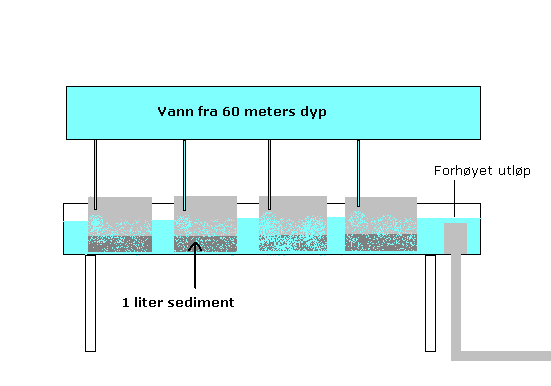 Vann fra 60 meters dyp
Forhøyet utløp
1 liter sediment